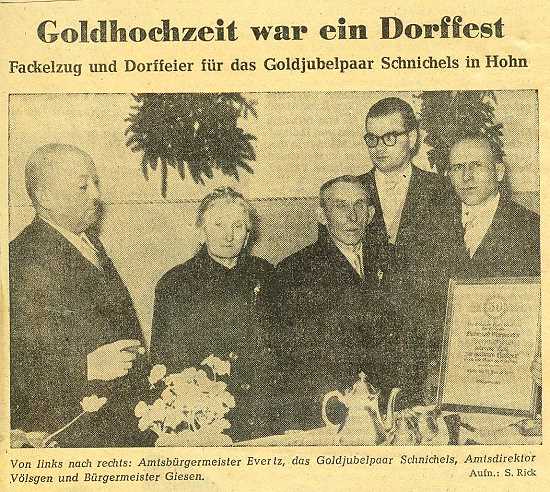 Goldhochzeit war ein Dorffest
Fackelzug und Dorffeier für das Goldjubelpaar Schnichels in Hohn
50
Von links nach rechts: Amtsbürgermeister Evertz, das Goldjubelpaar Schnichels, Amtsdirektor
Völsgen und Bürgermeister Giesen.
Aufn.: S. Rick